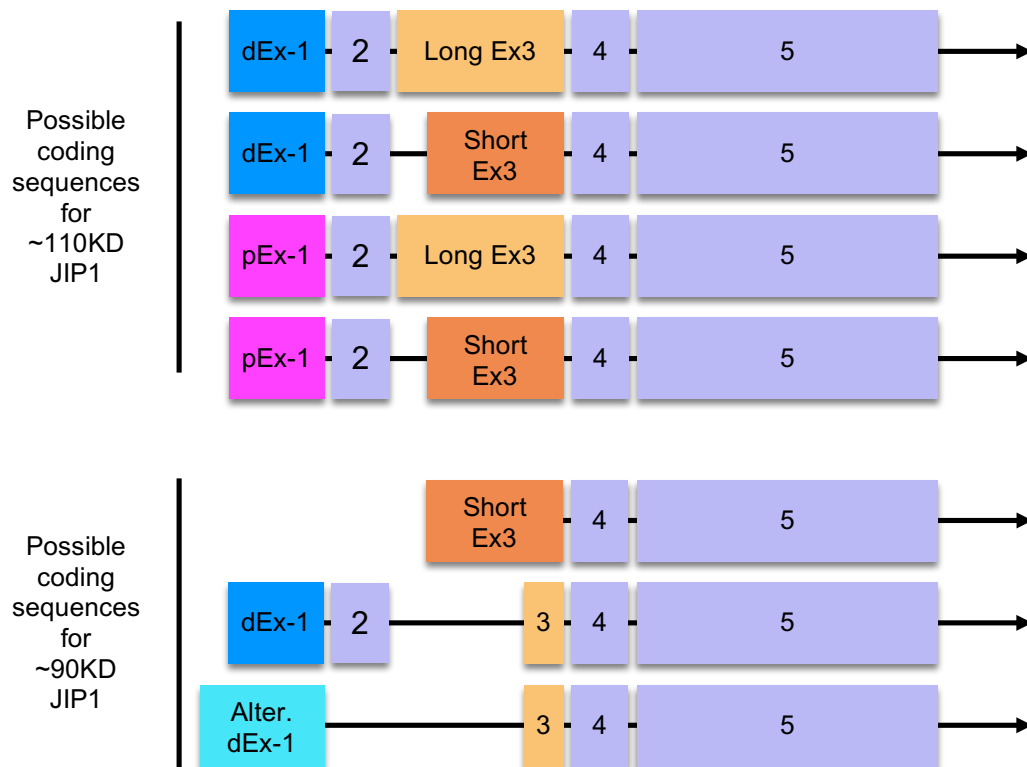 Possible
coding
sequences
for
~110KD
JIP1
dEx-1 2 Long Ex3 4 5
dEx-1 2 Short Ex3 4 5
pEx-1 2 Long Ex3 4 5
pEx-1 2 Short Ex3 4 5
Possible
coding
sequences
for
~90KD
JIP1
Short Ex3 4 5
dEx-1 2 3 4 5
Alter. dEx-1 3 4 5